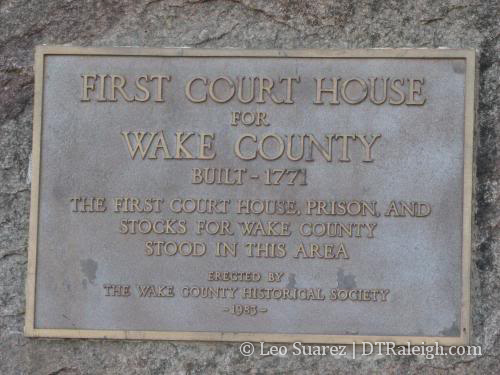 FIRST COURT HOUSE
FOR
WAKE COUNTY
BUILT - 1771
THE FIRST COURT HOUSE, PRISON, AND
STOCKS FOR WAKE COUNTY
STOOD IN THIS AREA
ERECTED BY
THE WAKE COUNTY HISTORICAL SOCIETY
- 1983 -
© Leo Suarez | DTRaleigh.com